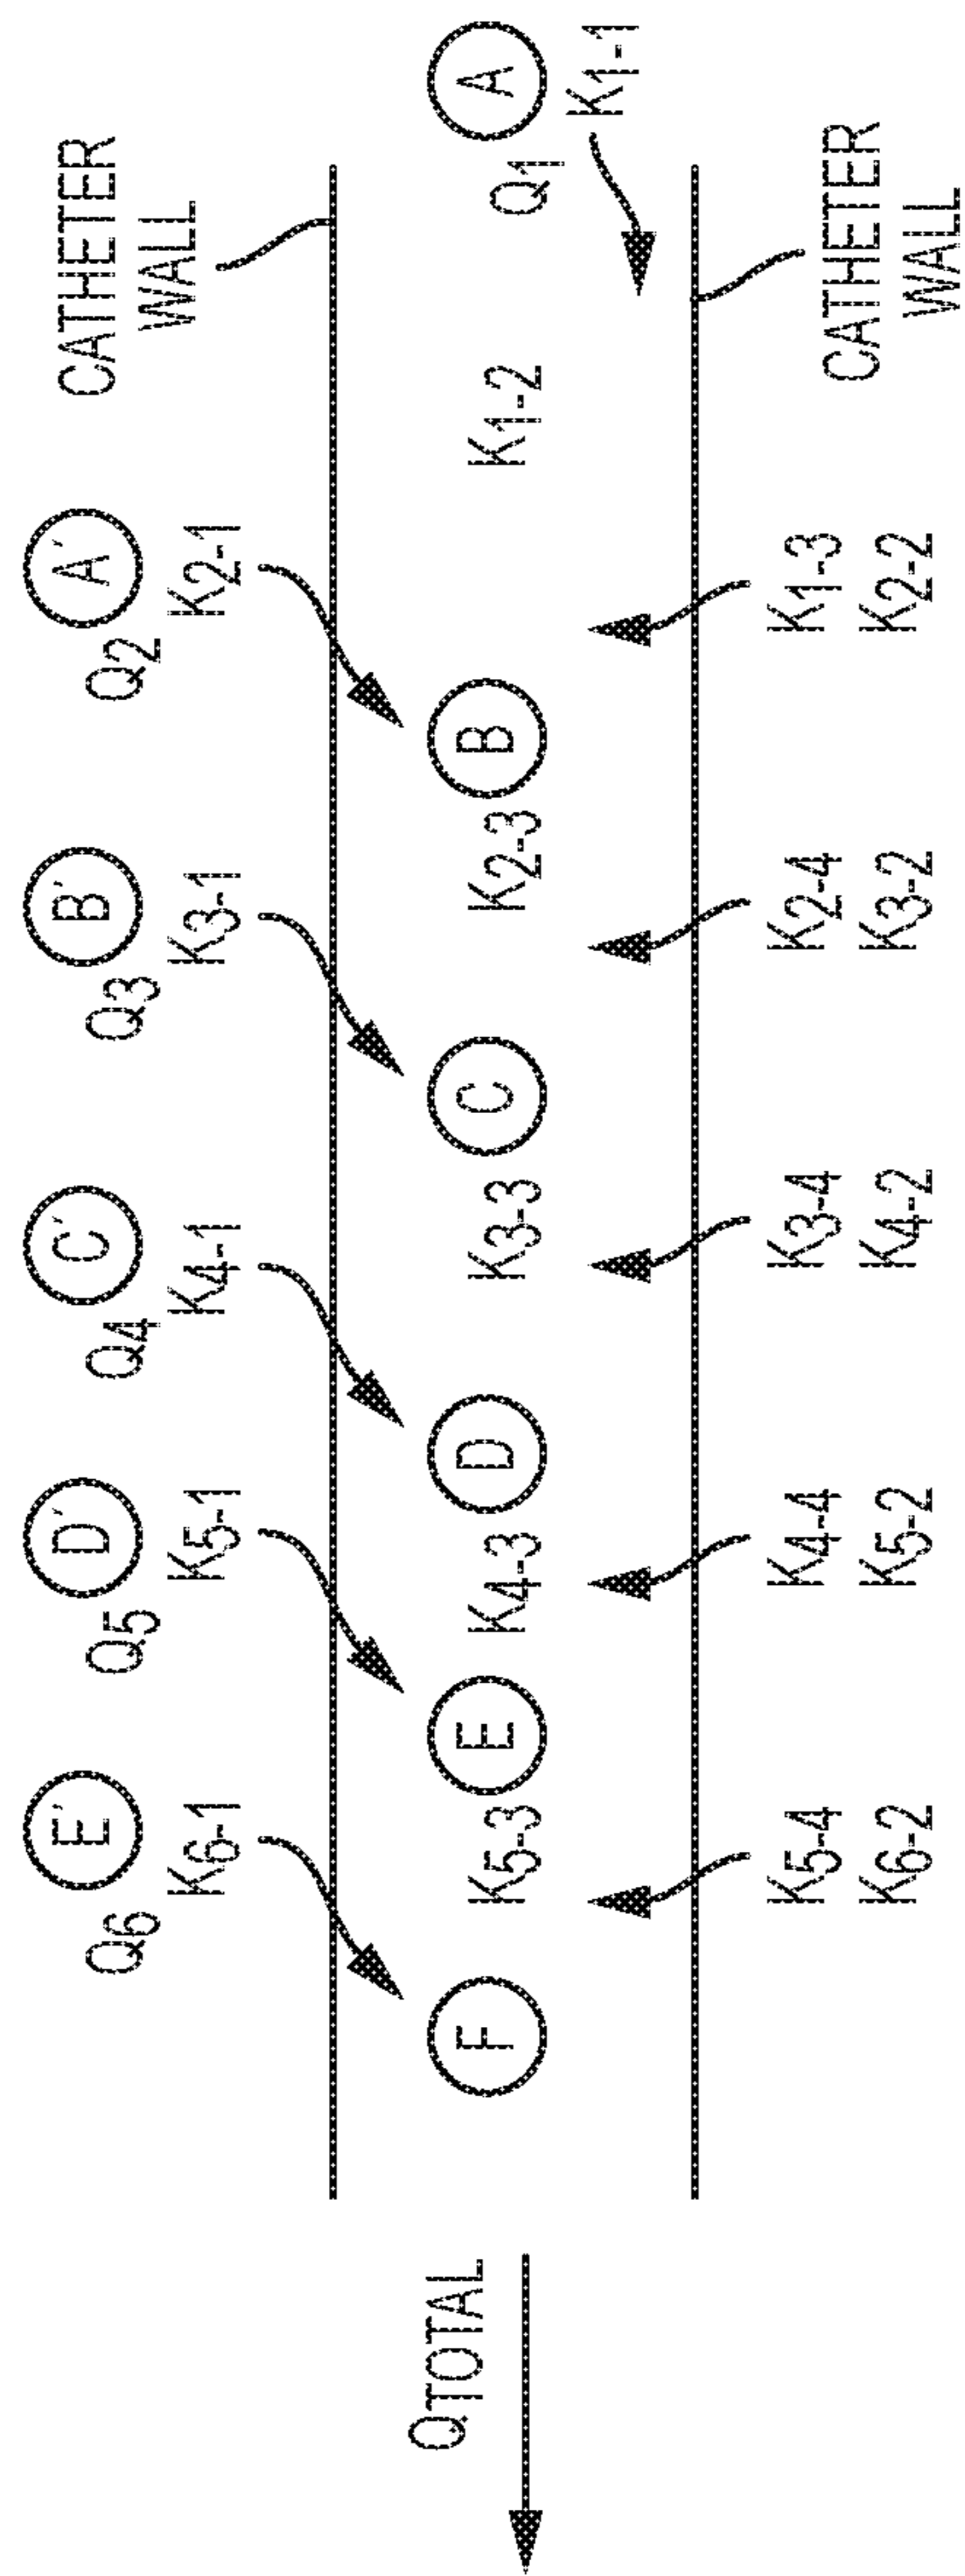 E′ D′ C′ B′ A′ CATHETER
Q6 Q5 Q4 Q3 Q2 WALL
K6-1 K5-1 K4-1 K3-1 K2-1
QTOTAL F K5-3 E K4-3 D K3-3 C K2-3 B K1-2 Q1 A
K1-1
K5-4 K4-4 K3-4 K2-4 K1-3 CATHETER
K6-2 K5-2 K4-2 K3-2 K2-2 WALL